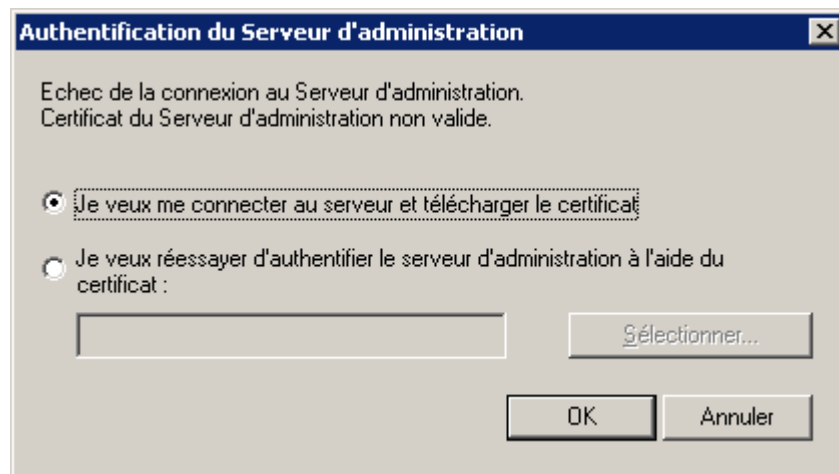 Authentification du Serveur d'administration
Echec de la connexion au Serveur d'administration.
Certificat du Serveur d'administration non valide.
Je veux me connecter au serveur et télécharger le certificat
Je veux réessayer d'authentifier le serveur d'administration à l'aide du
certificat :
Sélectionner...
OK
Annuler